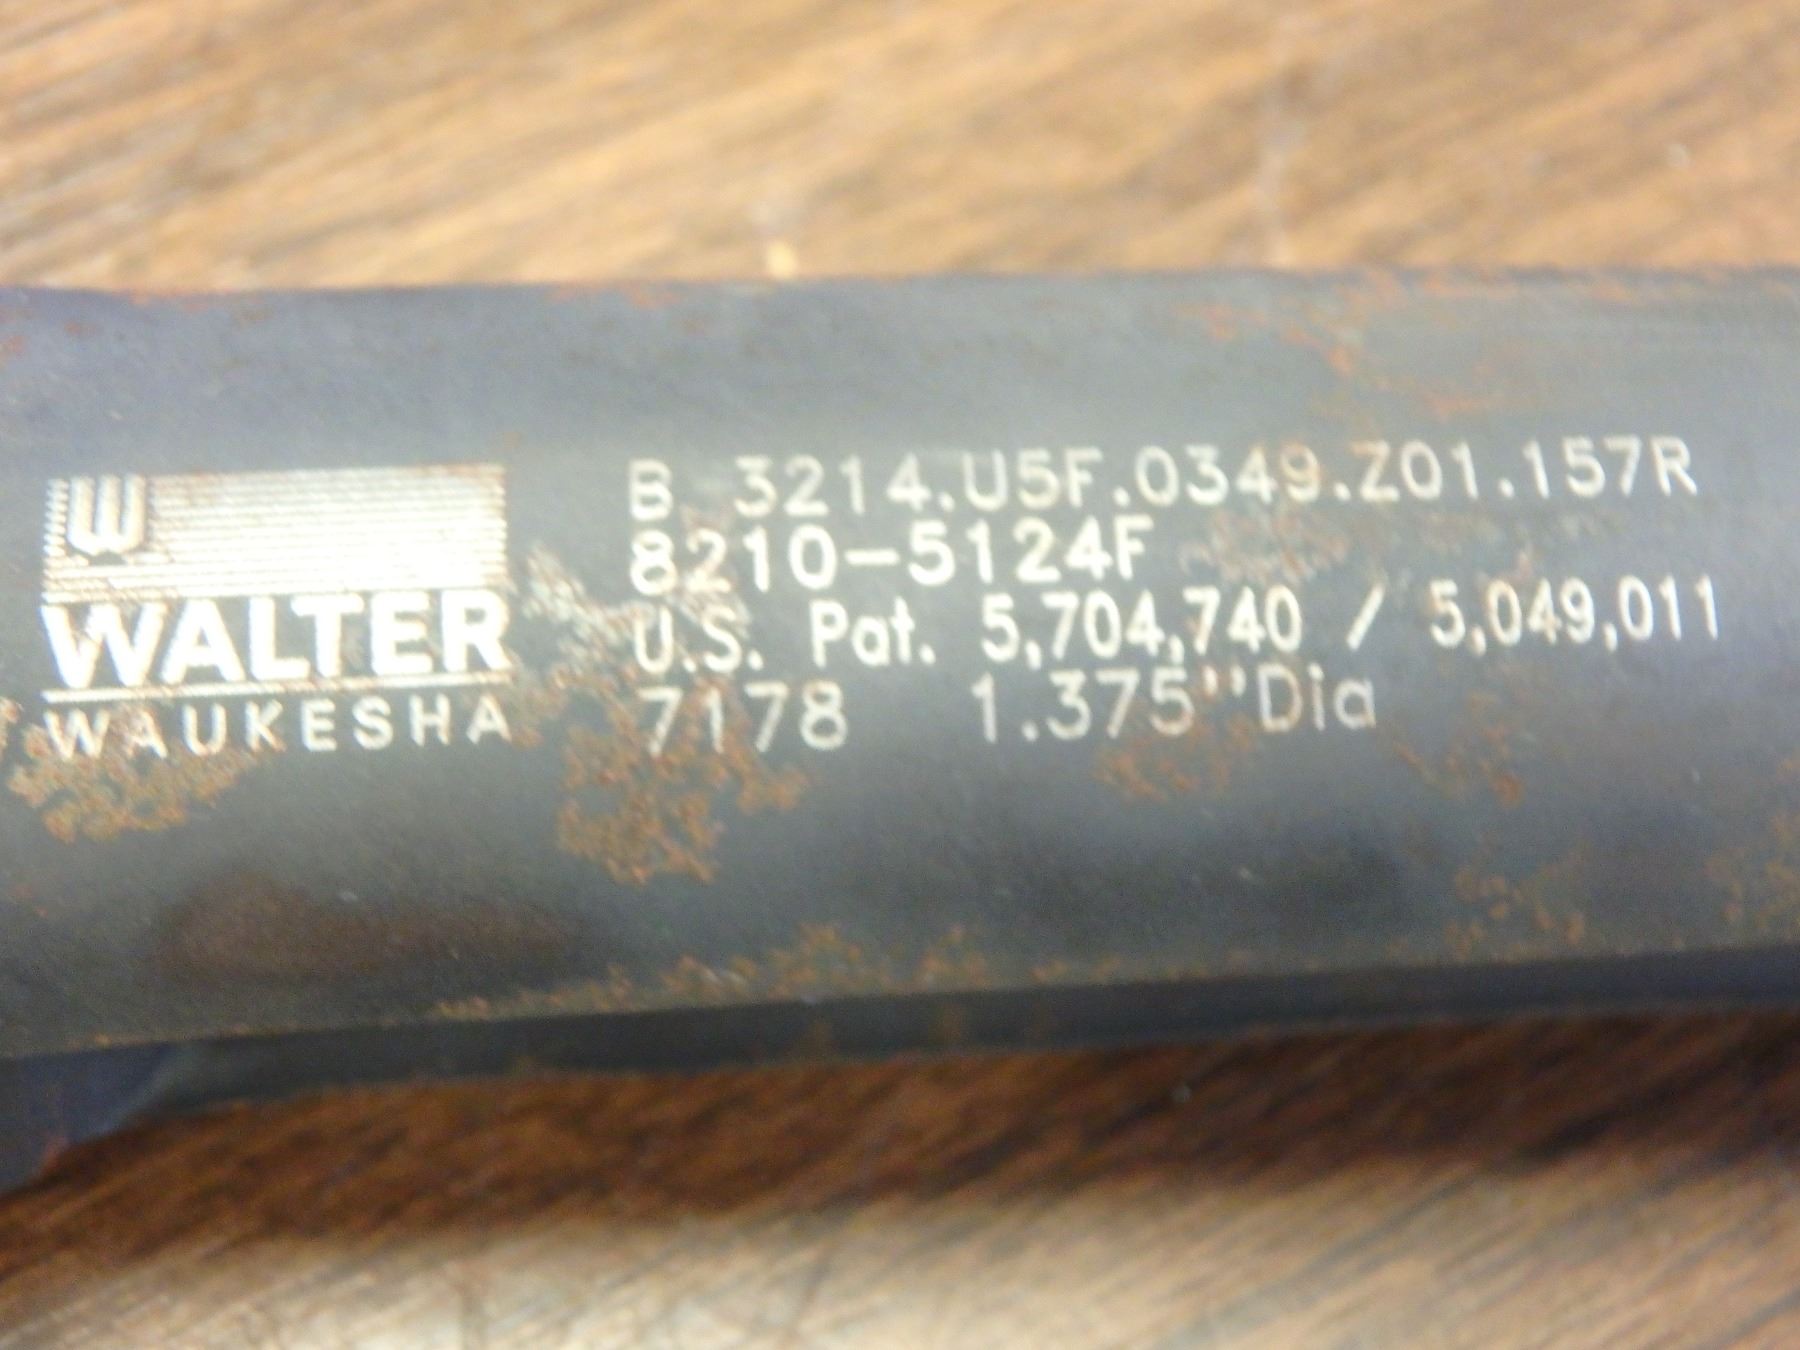 W
WALTER
WAUKESHA
B 3214.U5F.0349.Z01.157R
8210-5124F
U.S. Pat. 5,704,740 / 5,049,011
7178 1.375"Dia